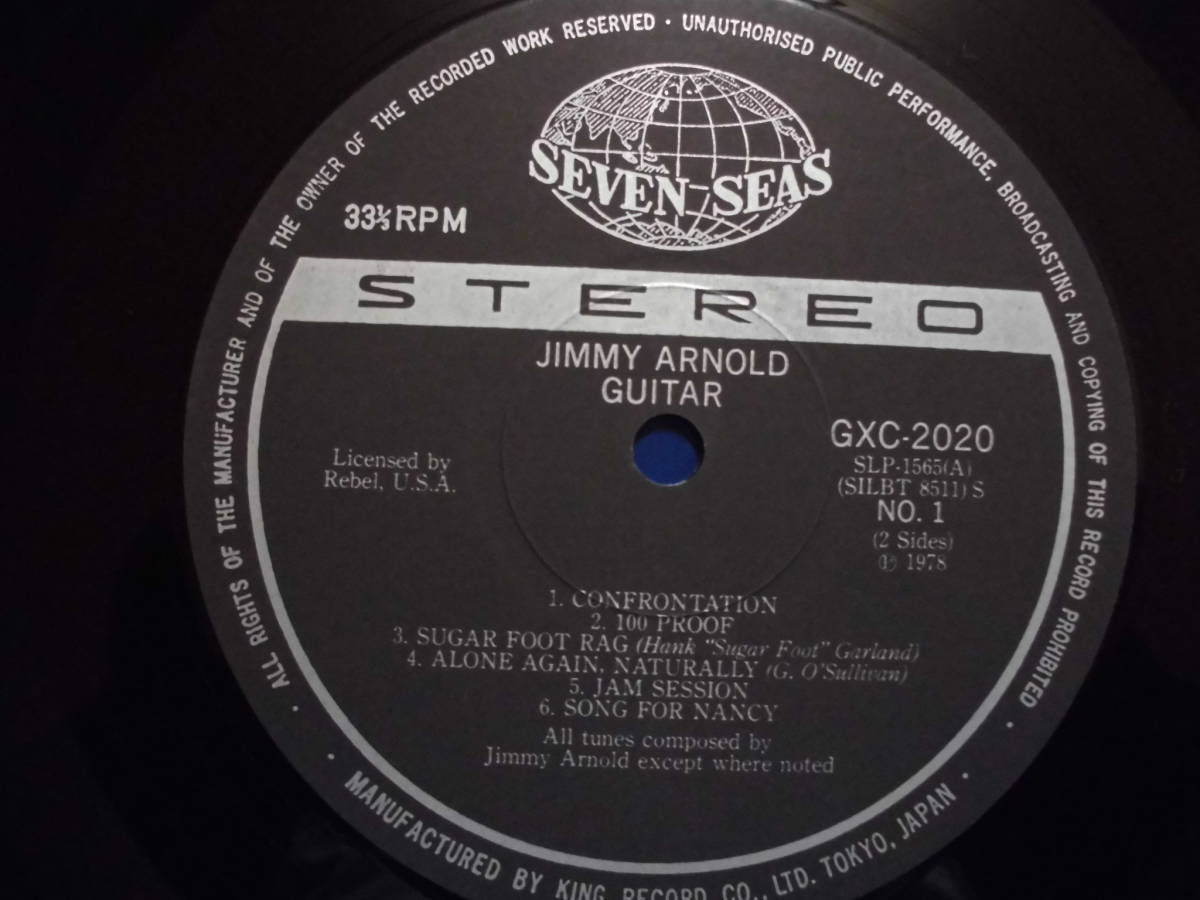 · ALL RIGHTS OF THE MANUFACTURER AND OF THE OWNER OF THE RECORDED WORK RESERVED · UNAUTHORISED PUBLIC PERFORMANCE, BROADCASTING AND COPYING OF THIS RECORD PROHIBITED ·
SEVEN SEAS
33⅓ RPM
STEREO
JIMMY ARNOLD
GUITAR
Licensed by
Rebel, U.S.A.
GXC-2020
SLP-1565(A)
(SILBT 8511) S
NO. 1
(2 Sides)
Ⓟ 1978
1. CONFRONTATION
2. 100 PROOF
3. SUGAR FOOT RAG (Hank "Sugar Foot" Garland)
4. ALONE AGAIN, NATURALLY (G. O'Sullivan)
5. JAM SESSION
6. SONG FOR NANCY
All tunes composed by
Jimmy Arnold except where noted
· MANUFACTURED BY KING RECORD CO., LTD. TOKYO, JAPAN ·